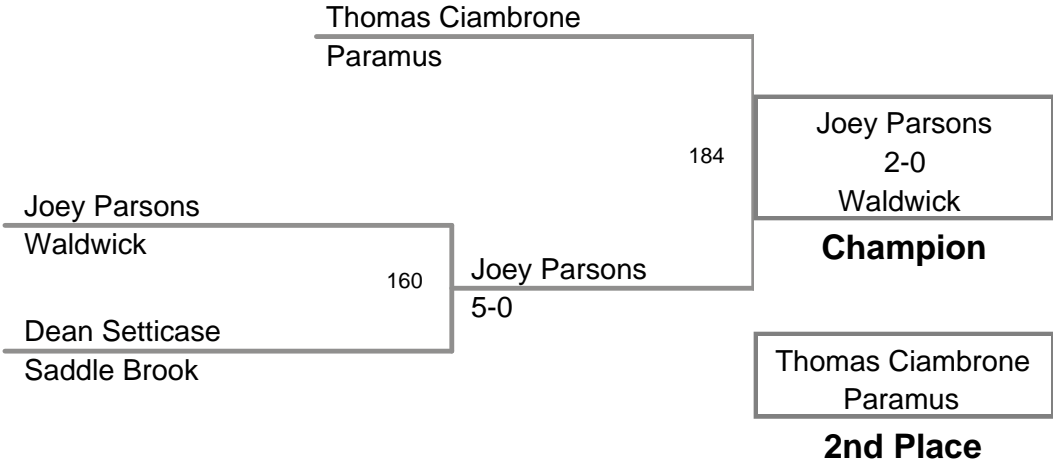 Thomas Ciambrone
Paramus
184
Joey Parsons
2-0
Waldwick
Champion
Joey Parsons
Waldwick
160
Joey Parsons
5-0
Dean Setticase
Saddle Brook
Thomas Ciambrone
Paramus
2nd Place